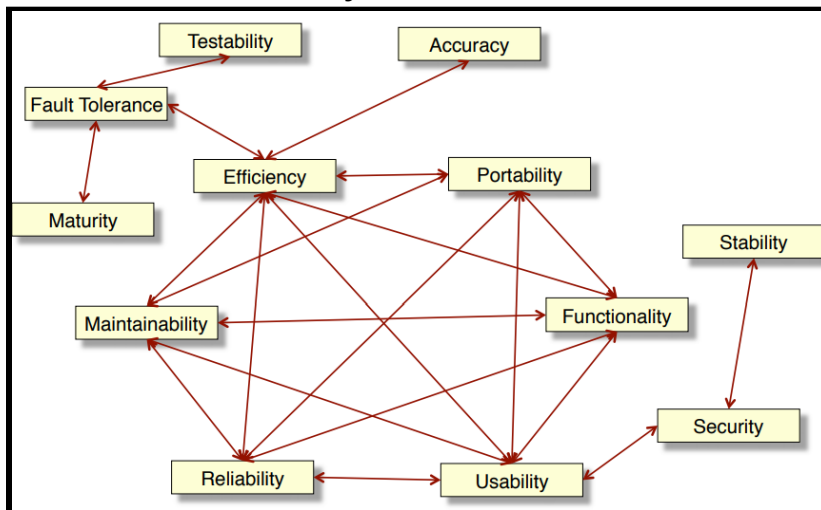 Testability
Accuracy
Fault Tolerance
Efficiency
Portability
Maturity
Stability
Maintainability
Functionality
Security
Reliability
Usability